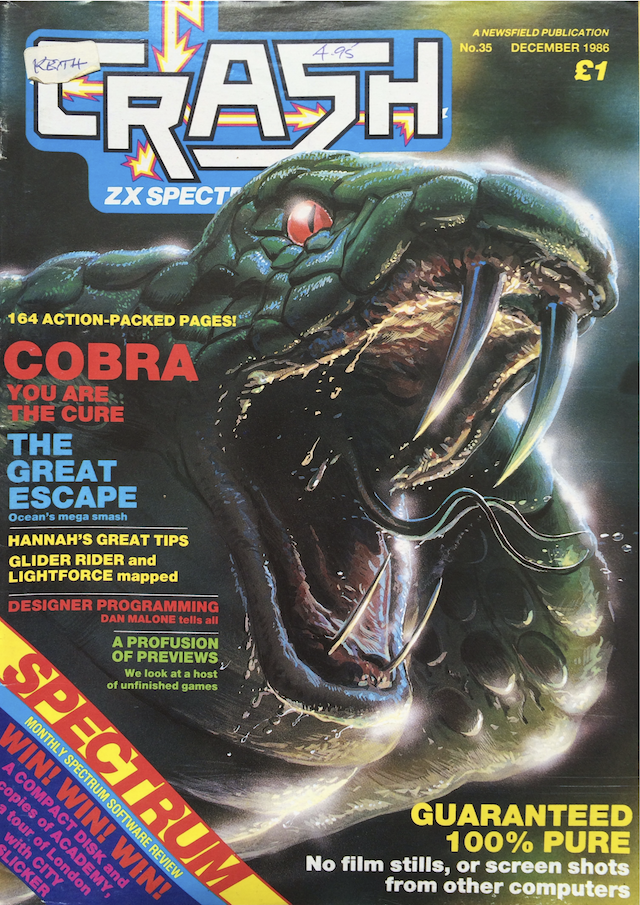 KEITH
CRASH
4.95
A NEWSFIELD PUBLICATION
No.35 DECEMBER 1986
£1
ZX SPECTR
164 ACTION-PACKED PAGES!
COBRA
YOU ARE
THE CURE
THE
GREAT
ESCAPE
Ocean's mega smash
HANNAH'S GREAT TIPS
GLIDER RIDER and
LIGHTFORCE mapped
DESIGNER PROGRAMMING
DAN MALONE tells all
A PROFUSION
OF PREVIEWS
We look at a host
of unfinished games
SPECTRUM
MONTHLY SPECTRUM SOFTWARE REVIEW
WIN! WIN! WIN!
A COMPACT DISK and
copies of ACADEMY,
a tour of London
with CITY
SLICKER
GUARANTEED
100% PURE
No film stills, or screen shots
from other computers